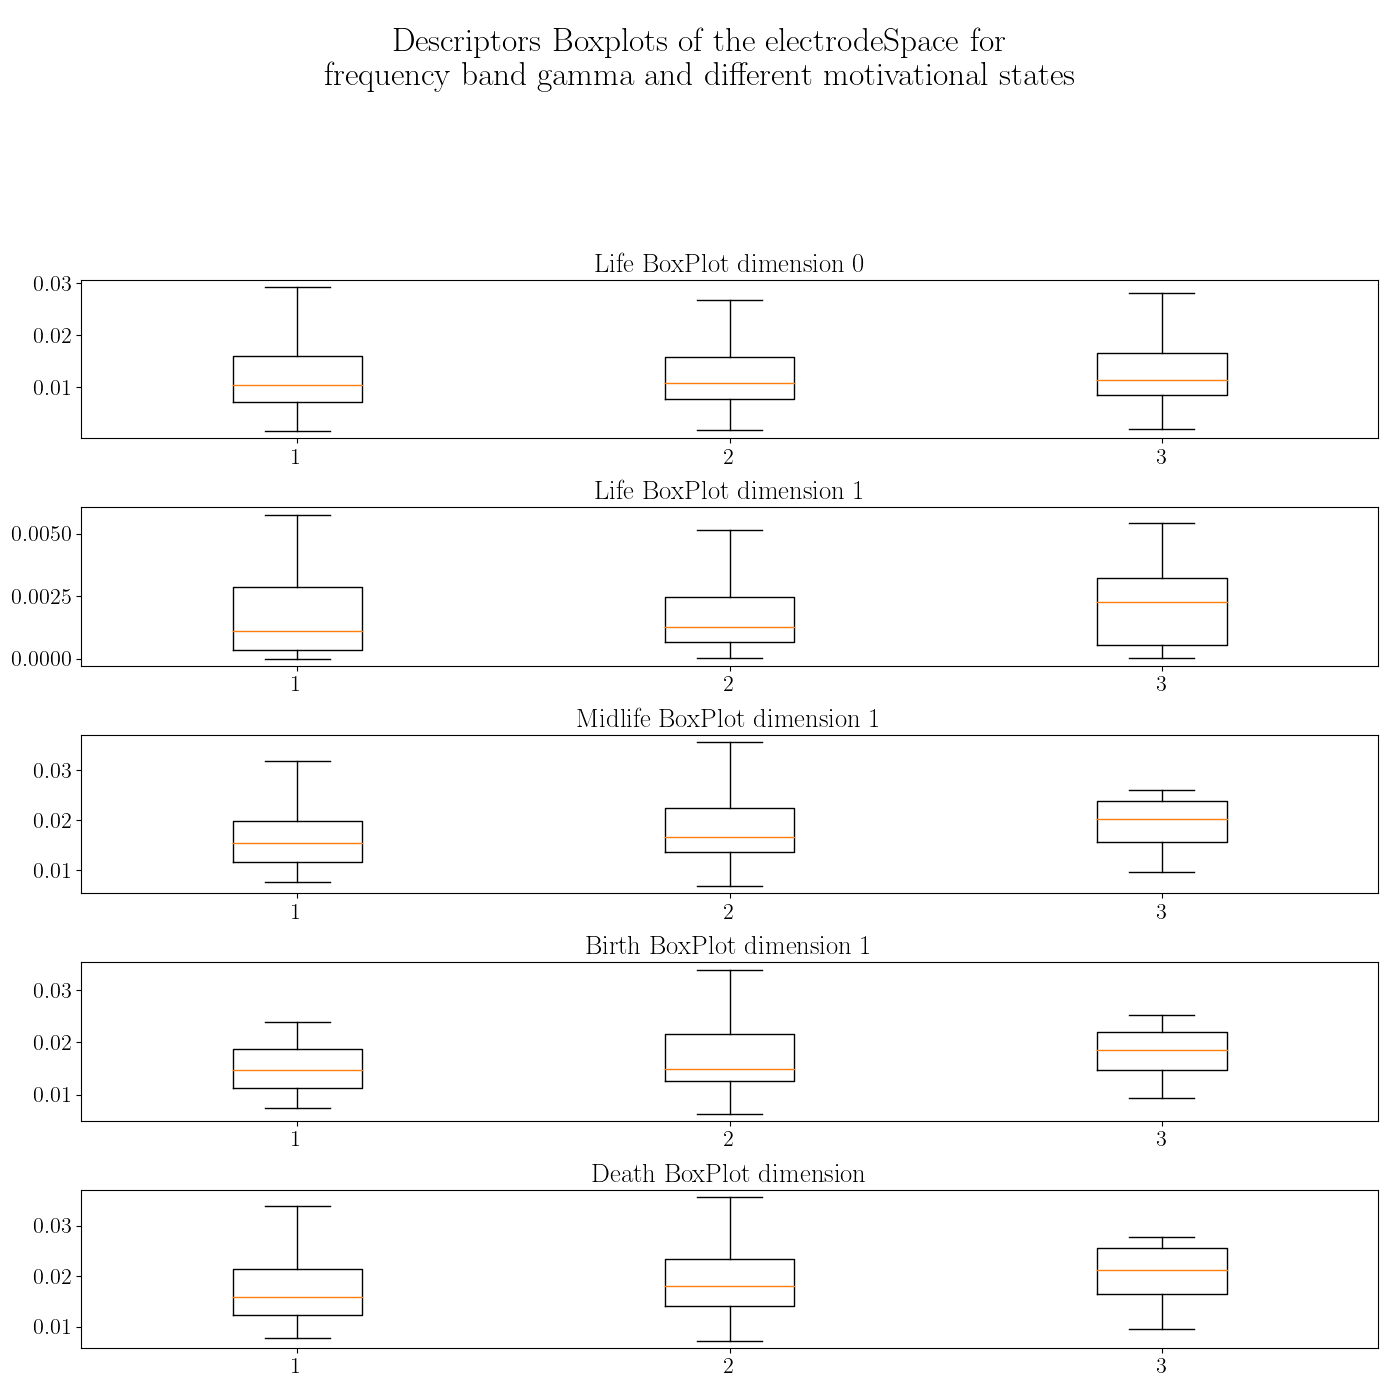 Descriptors Boxplots of the electrodeSpace for
frequency band gamma and different motivational states
Life BoxPlot dimension 0
0.03
0.02
0.01
1 2 3
Life BoxPlot dimension 1
0.0050
0.0025
0.0000
1 2 3
Midlife BoxPlot dimension 1
0.03
0.02
0.01
1 2 3
Birth BoxPlot dimension 1
0.03
0.02
0.01
1 2 3
Death BoxPlot dimension
0.03
0.02
0.01
1 2 3